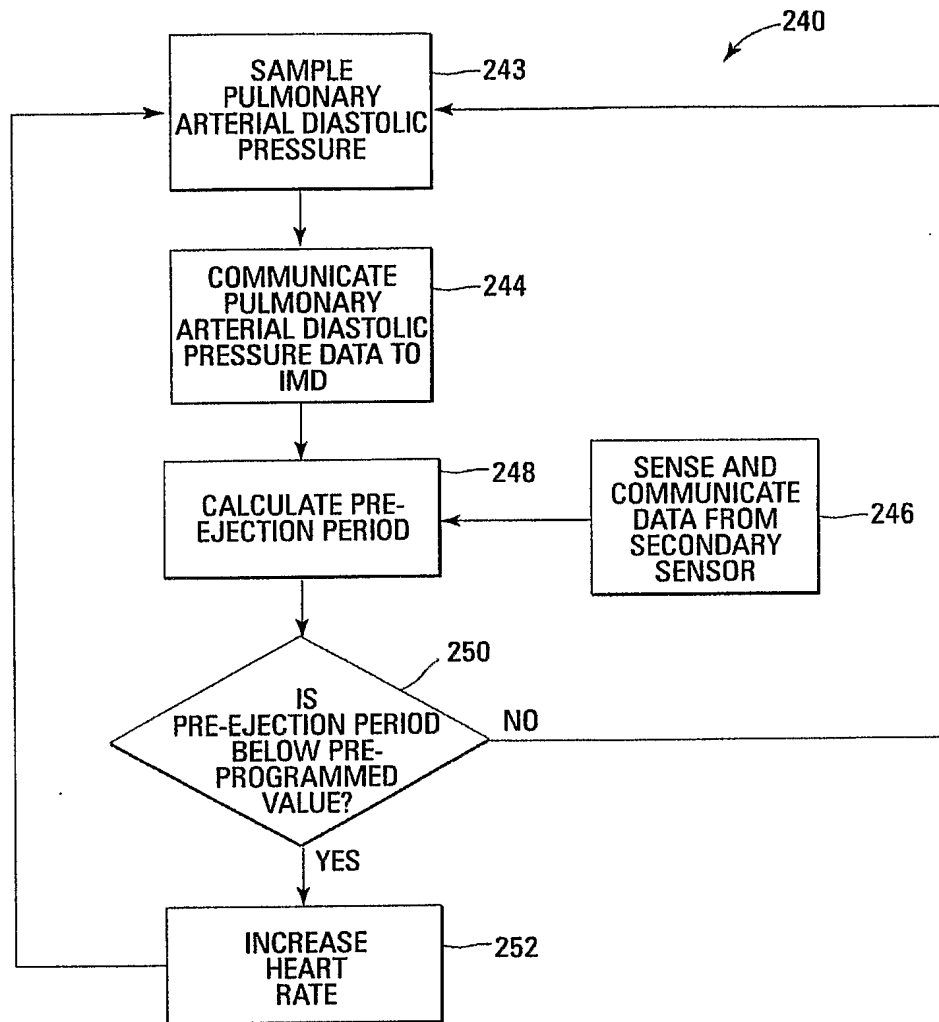 240
SAMPLE
PULMONARY
ARTERIAL DIASTOLIC
PRESSURE
243
COMMUNICATE
PULMONARY
ARTERIAL DIASTOLIC
PRESSURE DATA TO
IMD
244
CALCULATE PRE-
EJECTION PERIOD
248
SENSE AND
COMMUNICATE
DATA FROM
SECONDARY
SENSOR
246
IS
PRE-EJECTION PERIOD
BELOW PRE-
PROGRAMMED
VALUE?
250
NO
YES
INCREASE
HEART
RATE
252